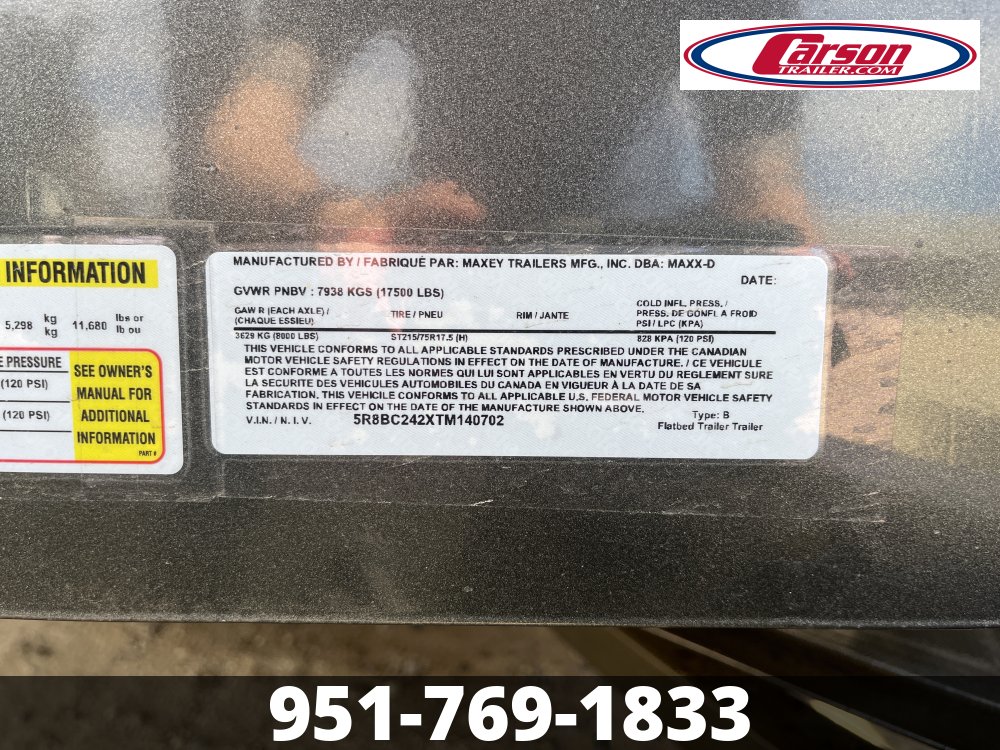 Carson
TRAILER.COM
INFORMATION
5,298 kg kg 11,680 lbs or lb ou
E PRESSURE
(120 PSI)
(120 PSI)
SEE OWNER'S
MANUAL FOR
ADDITIONAL
INFORMATION
PART #
MANUFACTURED BY / FABRIQUÉ PAR: MAXEY TRAILERS MFG., INC. DBA: MAXX-D
DATE:
GVWR PNBV : 7938 KGS (17500 LBS)
GAW R (EACH AXLE) / (CHAQUE ESSIEU)
TIRE / PNEU
RIM / JANTE
COLD INFL. PRESS. /
PRESS. DE GONFL A FROID
PSI / LPC (KPA)
3629 KG (8000 LBS) ST215/75R17.5 (H) 828 KPA (120 PSI)
THIS VEHICLE CONFORMS TO ALL APPLICABLE STANDARDS PRESCRIBED UNDER THE CANADIAN
MOTOR VEHICLE SAFETY REGULATIONS IN EFFECT ON THE DATE OF MANUFACTURE. / CE VEHICULE
EST CONFORME A TOUTES LES NORMES QUI LUI SONT APPLICABLES EN VERTU DU REGLEMENT SURE
LA SECURITE DES VEHICULES AUTOMOBILES DU CANADA EN VIGUEUR À LA DATE DE SA
FABRICATION. THIS VEHICLE CONFORMS TO ALL APPLICABLE U.S. FEDERAL MOTOR VEHICLE SAFETY
STANDARDS IN EFFECT ON THE DATE OF THE MANUFACTURE SHOWN ABOVE.
V.I.N. / N. I. V. 5R8BC242XTM140702
Type: B
Flatbed Trailer Trailer
951-769-1833